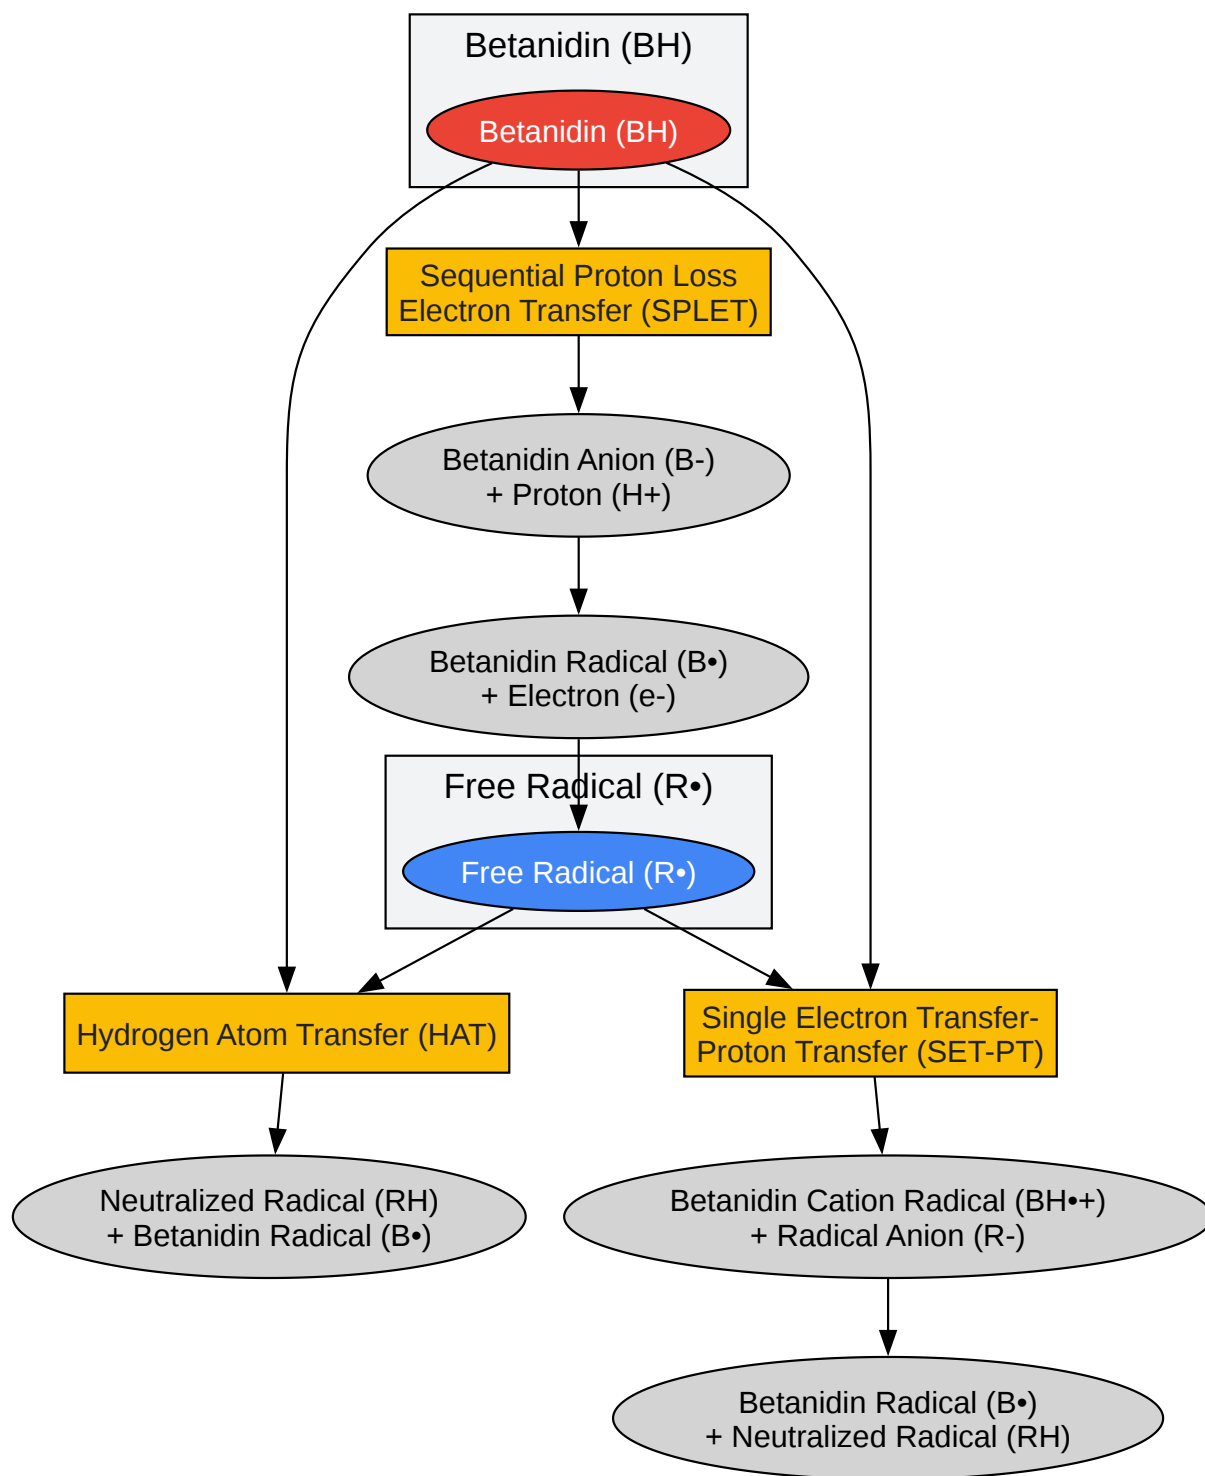 Betanidin (BH)
Betanidin (BH)
Sequential Proton Loss
Electron Transfer (SPLET)
Betanidin Anion (B-)
+ Proton (H+)
Betanidin Radical (B•)
+ Electron (e-)
Free Radical (R•)
Free Radical (R•)
Hydrogen Atom Transfer (HAT)
Single Electron Transfer-
Proton Transfer (SET-PT)
Neutralized Radical (RH)
+ Betanidin Radical (B•)
Betanidin Cation Radical (BH•+)
+ Radical Anion (R-)
Betanidin Radical (B•)
+ Neutralized Radical (RH)